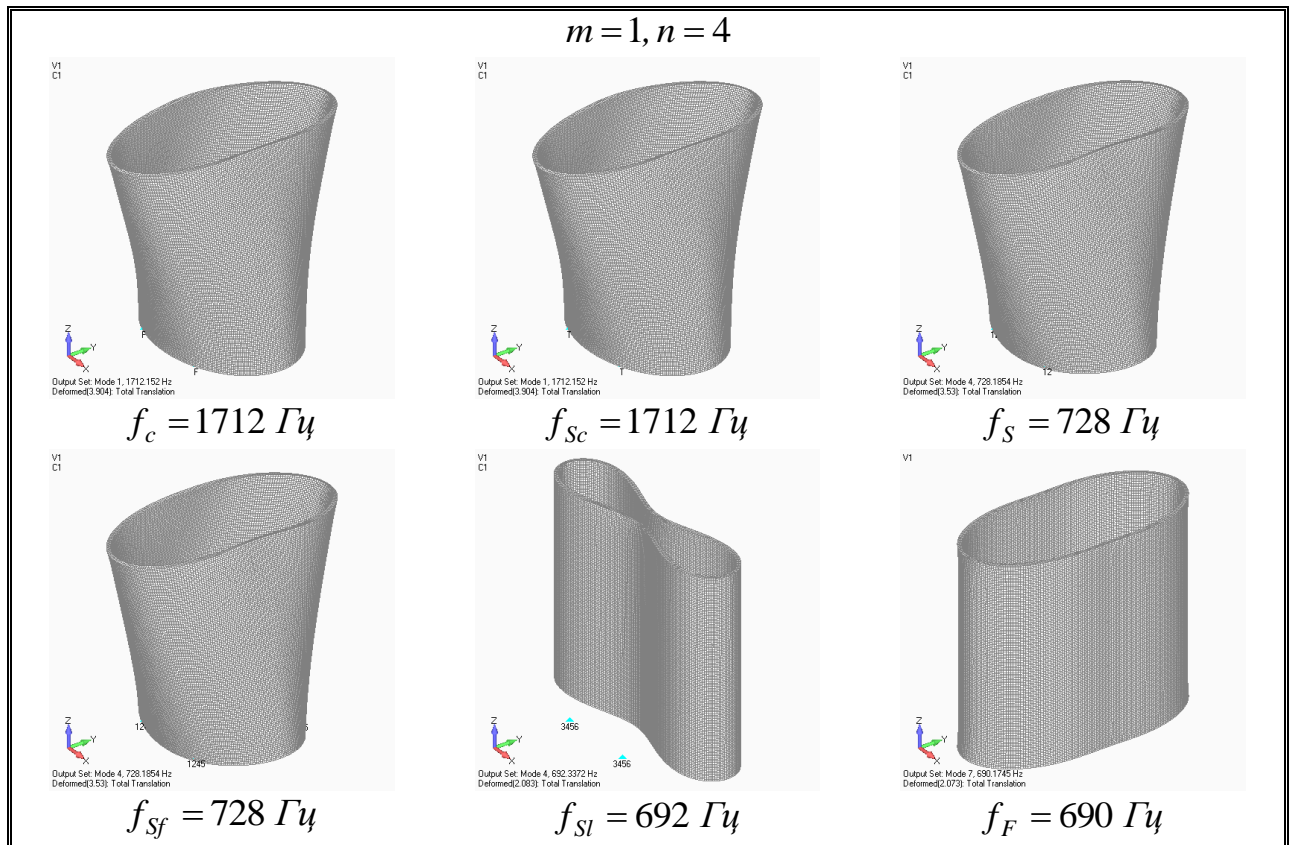 m = 1, n = 4
V1
C1
Z
Y
X
F
F
Output Set: Mode 1, 1712.152 Hz
Deformed(3.904): Total Translation
f_c = 1712 Гц
V1
C1
Z
Y
X
T
T
Output Set: Mode 1, 1712.152 Hz
Deformed(3.904): Total Translation
f_Sc = 1712 Гц
V1
C1
Z
Y
X
12
Output Set: Mode 4, 728.1854 Hz
Deformed(3.53): Total Translation
f_S = 728 Гц
V1
C1
Z
Y
X
1245
Output Set: Mode 4, 728.1854 Hz
Deformed(3.53): Total Translation
f_Sf = 728 Гц
V1
C1
Z
Y
X
3456
3456
Output Set: Mode 4, 692.3372 Hz
Deformed(2.083): Total Translation
f_Sl = 692 Гц
V1
Z
Y
X
Output Set: Mode 7, 690.1745 Hz
Deformed(2.073): Total Translation
f_F = 690 Гц